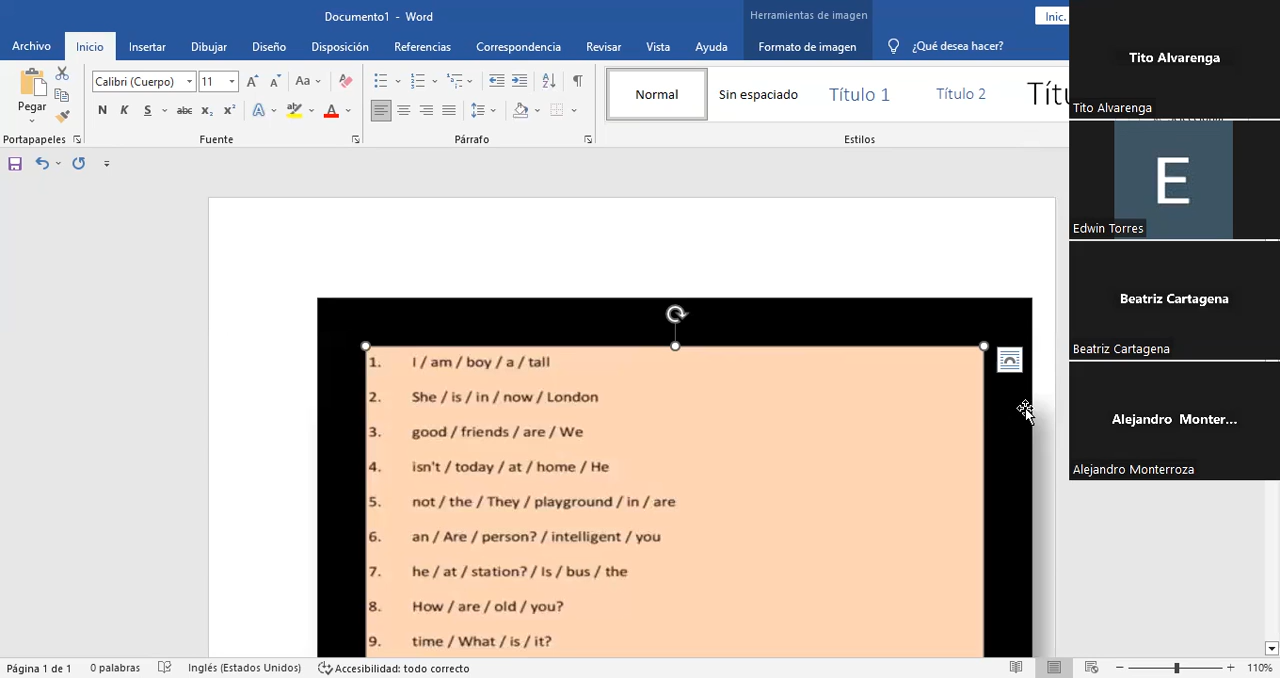 Documento1 - Word
Herramientas de imagen
Inic.
Archivo Inicio Insertar Dibujar Diseño Disposición Referencias Correspondencia Revisar Vista Ayuda Formato de imagen ¿Qué desea hacer?
Calibri (Cuerpo) 11
Pegar
N K S abc x₂ x²
Normal
Sin espaciado
Título 1
Título 2
Portapapeles Fuente Párrafo Estilos
1. I / am / boy / a / tall
2. She / is / in / now / London
3. good / friends / are / We
4. isn't / today / at / home / He
5. not / the / They / playground / in / are
6. an / Are / person? / intelligent / you
7. he / at / station? / Is / bus / the
8. How / are / old / you?
9. time / What / is / it?
Tito Alvarenga
Tito Alvarenga
E
Edwin Torres
Beatriz Cartagena
Beatriz Cartagena
Alejandro Monter...
Alejandro Monterroza
Página 1 de 1 0 palabras Inglés (Estados Unidos) Accesibilidad: todo correcto 110%